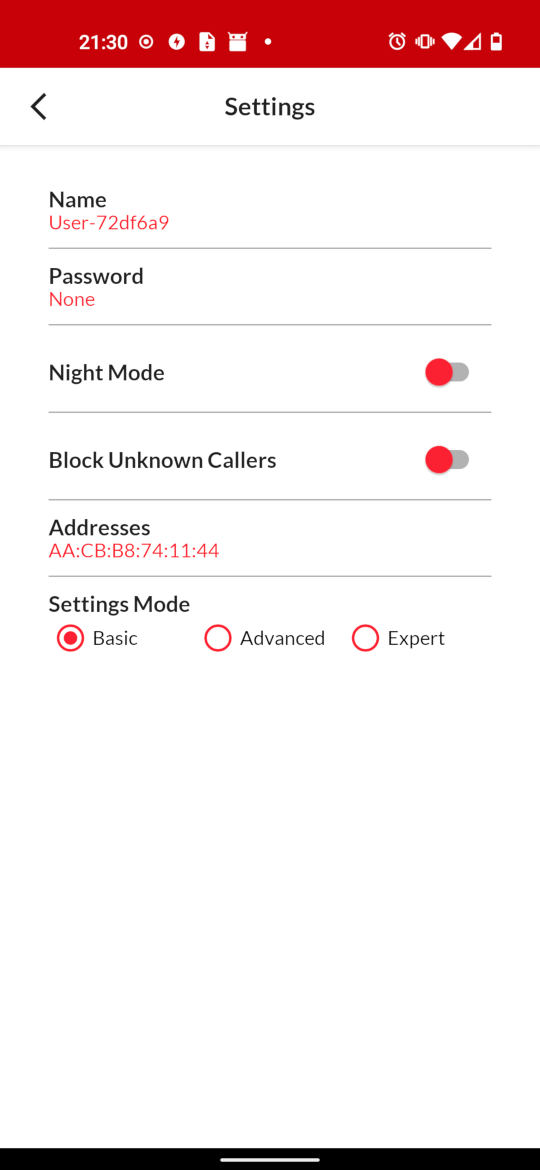 21:30
Settings
Name
User-72df6a9
Password
None
Night Mode
Block Unknown Callers
Addresses
AA:CB:B8:74:11:44
Settings Mode
Basic Advanced Expert